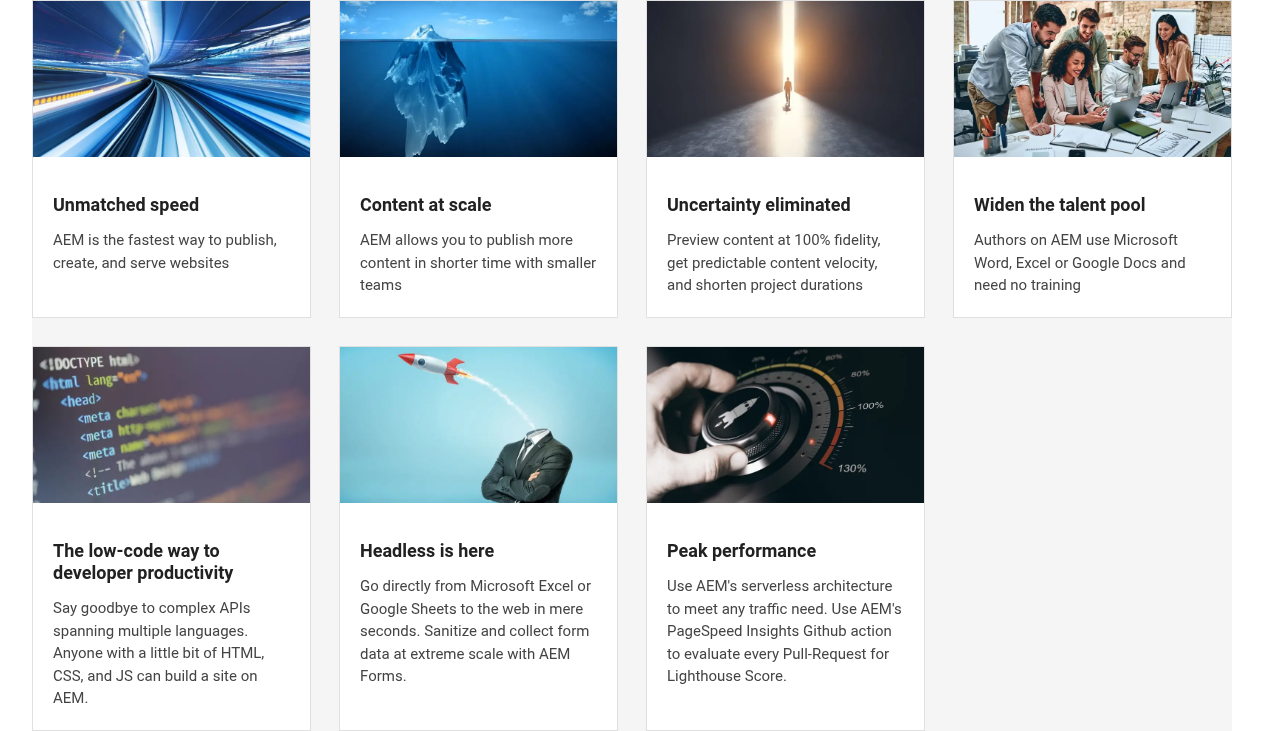 Unmatched speed
AEM is the fastest way to publish,
create, and serve websites
Content at scale
AEM allows you to publish more
content in shorter time with smaller
teams
Uncertainty eliminated
Preview content at 100% fidelity,
get predictable content velocity,
and shorten project durations
Widen the talent pool
Authors on AEM use Microsoft
Word, Excel or Google Docs and
need no training
<!DOCTYPE html>
<html lang="en">
<head>
<meta
<meta
<meta
<!-- The
<title>
80%
100%
130%
The low-code way to
developer productivity
Say goodbye to complex APIs
spanning multiple languages.
Anyone with a little bit of HTML,
CSS, and JS can build a site on
AEM.
Headless is here
Go directly from Microsoft Excel or
Google Sheets to the web in mere
seconds. Sanitize and collect form
data at extreme scale with AEM
Forms.
Peak performance
Use AEM's serverless architecture
to meet any traffic need. Use AEM's
PageSpeed Insights Github action
to evaluate every Pull-Request for
Lighthouse Score.